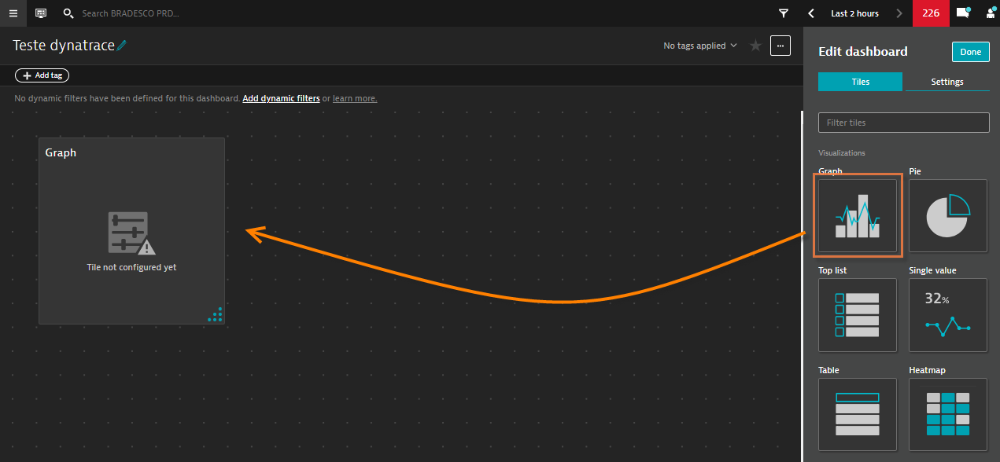 Search BRADESCO PRD...
Last 2 hours
226
Teste dynatrace
No tags applied
...
Edit dashboard
Done
Add tag
Tiles
Settings
No dynamic filters have been defined for this dashboard. Add dynamic filters or learn more.
Filter tiles
Visualizations
Graph
Tile not configured yet
Graph
Pie
Top list
Single value
32%
Table
Heatmap